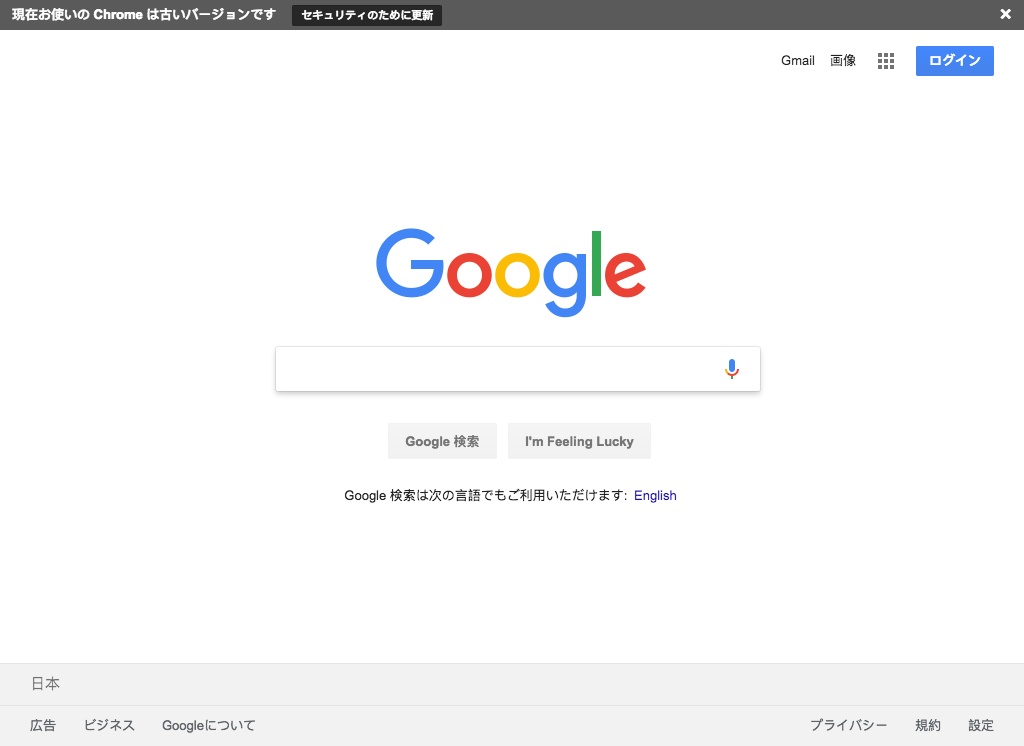 現在お使いの Chrome は古いバージョンです セキュリティのために更新
Gmail 画像 ログイン
Google
Google 検索 I'm Feeling Lucky
Google 検索は次の言語でもご利用いただけます: English
日本
広告 ビジネス Googleについて プライバシー 規約 設定